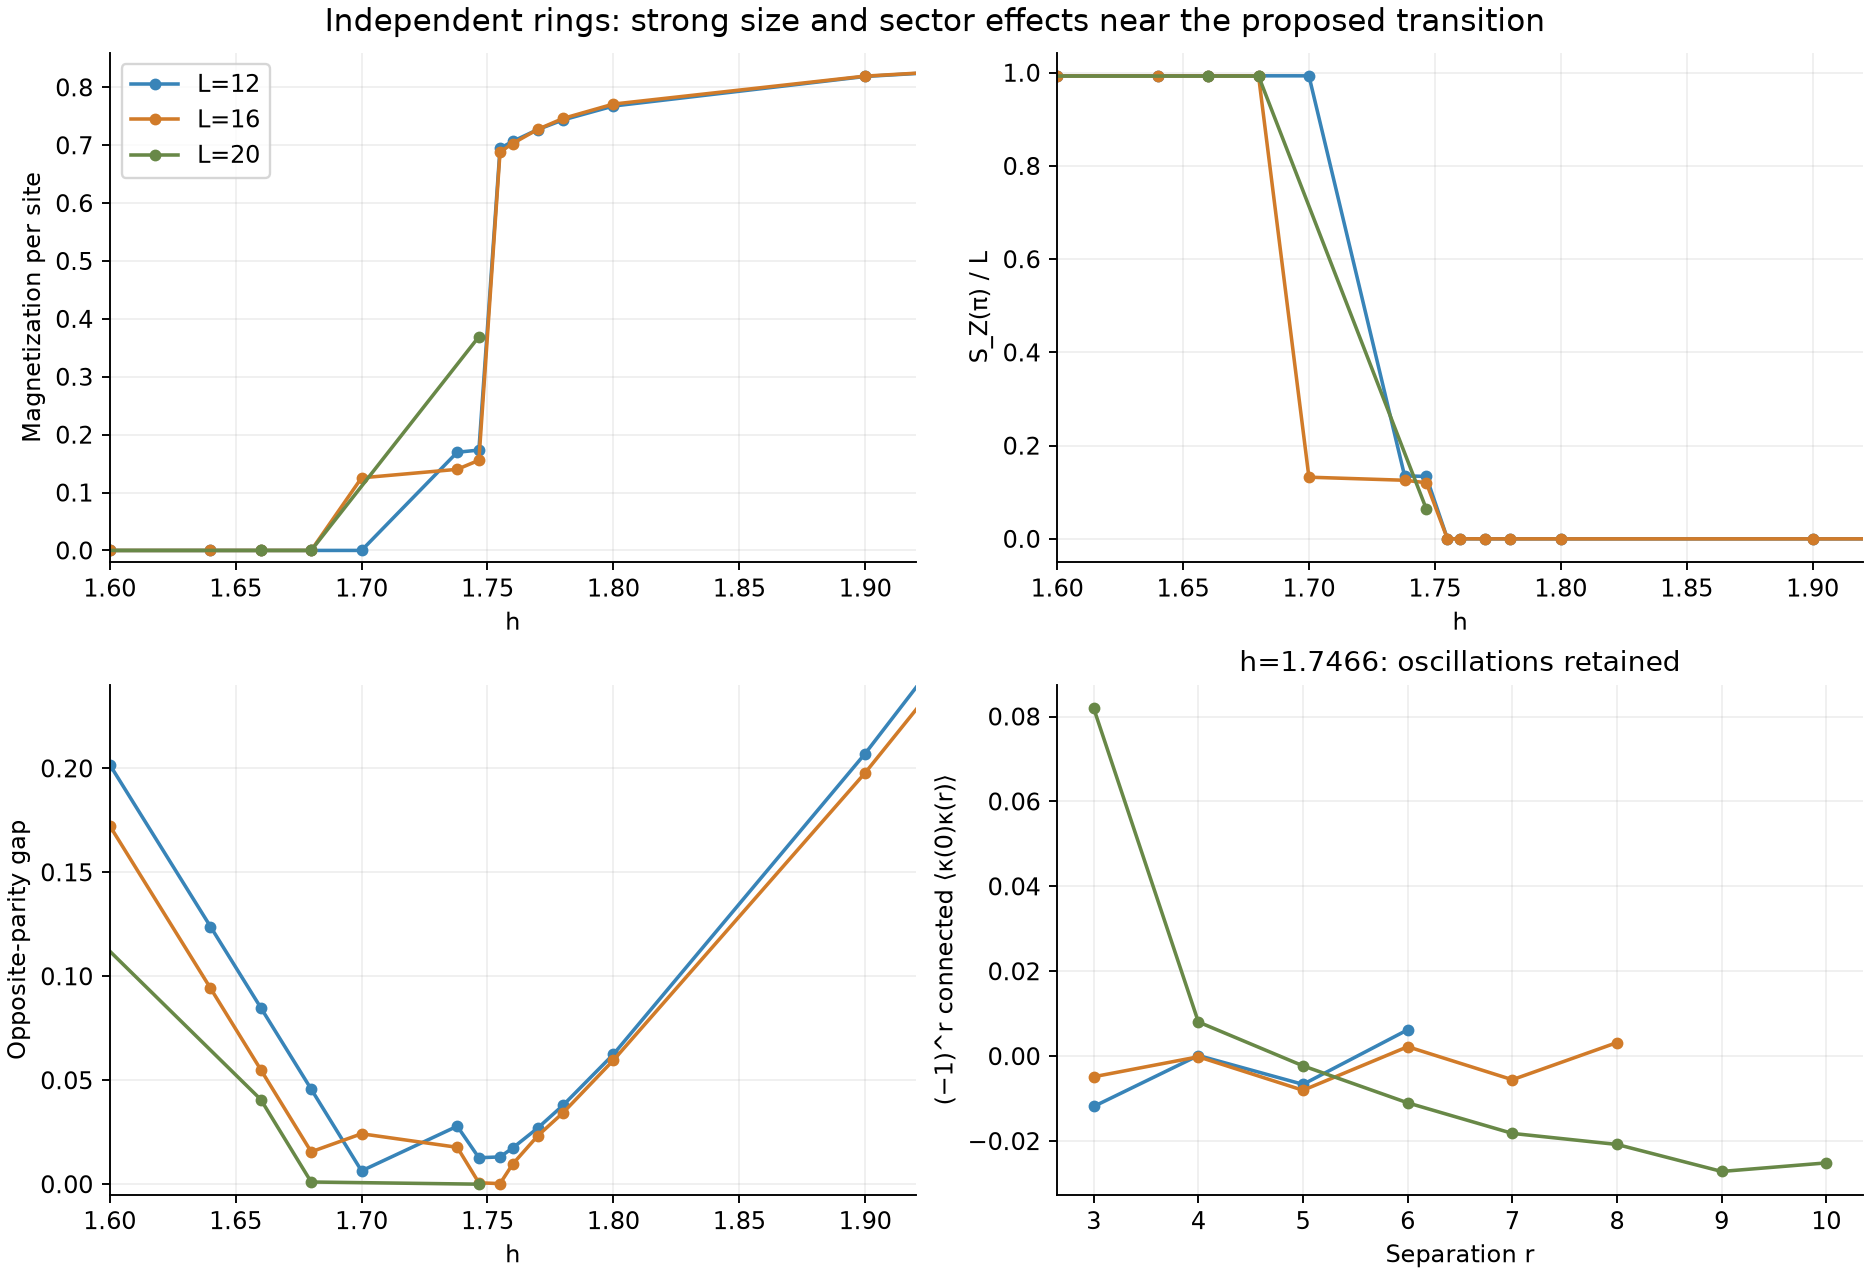 Independent rings: strong size and sector effects near the proposed transition
Magnetization per site
0.8
0.7
0.6
0.5
0.4
0.3
0.2
0.1
0.0
L=12
L=16
L=20
1.60 1.65 1.70 1.75 1.80 1.85 1.90
h
S_Z(π) / L
1.0
0.8
0.6
0.4
0.2
0.0
1.60 1.65 1.70 1.75 1.80 1.85 1.90
h
Opposite-parity gap
0.20
0.15
0.10
0.05
0.00
1.60 1.65 1.70 1.75 1.80 1.85 1.90
h
h=1.7466: oscillations retained
(−1)^r connected ⟨κ(0)κ(r)⟩
0.08
0.06
0.04
0.02
0.00
−0.02
3 4 5 6 7 8 9 10
Separation r